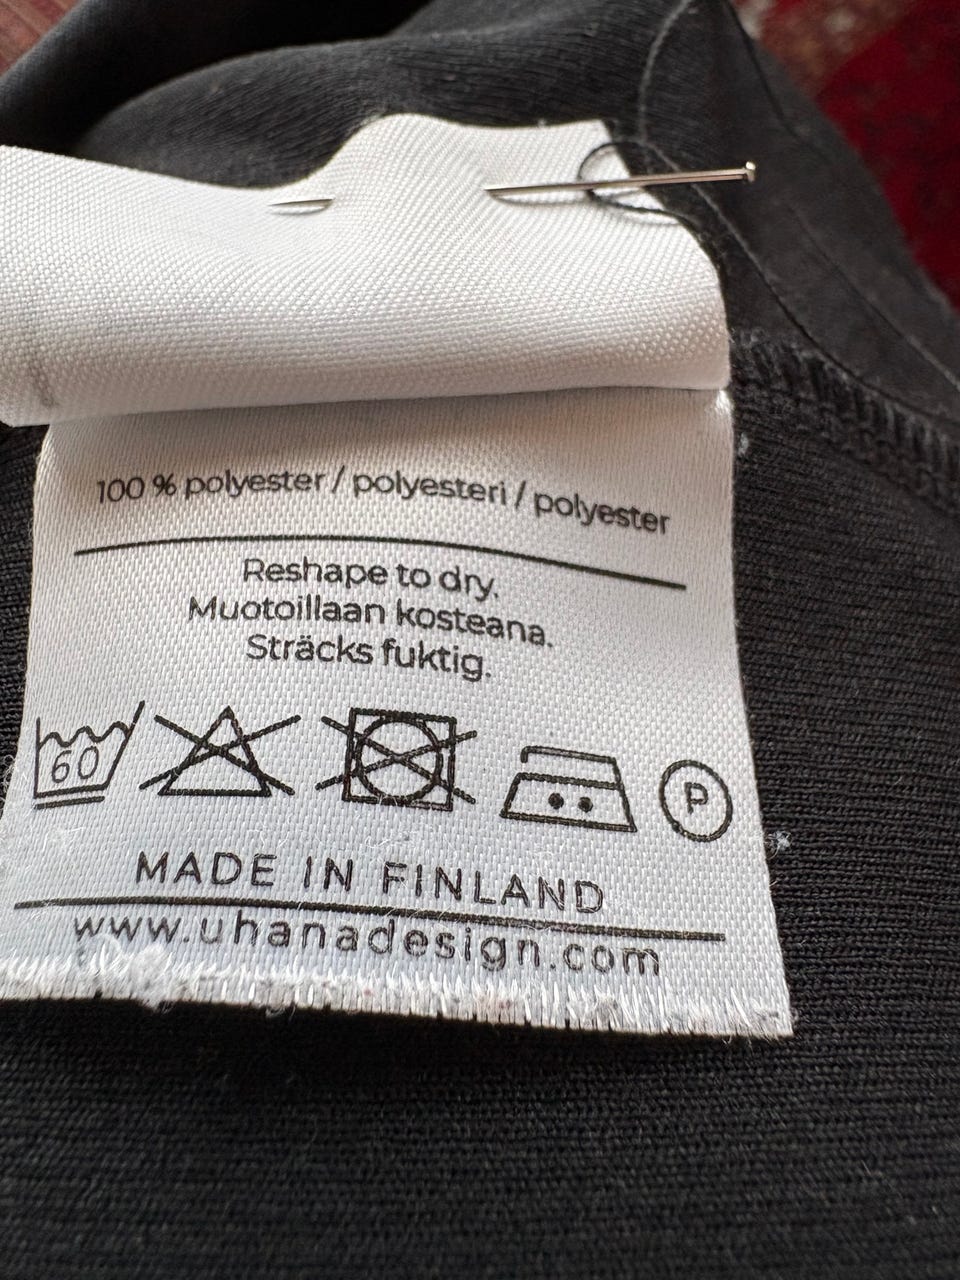 100 % polyester / polyesteri / polyester
Reshape to dry.
Muotoillaan kosteana.
Sträcks fuktig.
60
P
MADE IN FINLAND
www.uhanadesign.com